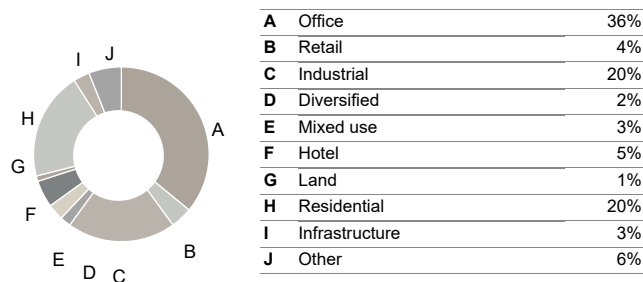 J
I
H
A
G
F
E
D
C
B
A Office 36%
B Retail 4%
C Industrial 20%
D Diversified 2%
E Mixed use 3%
F Hotel 5%
G Land 1%
H Residential 20%
I Infrastructure 3%
J Other 6%